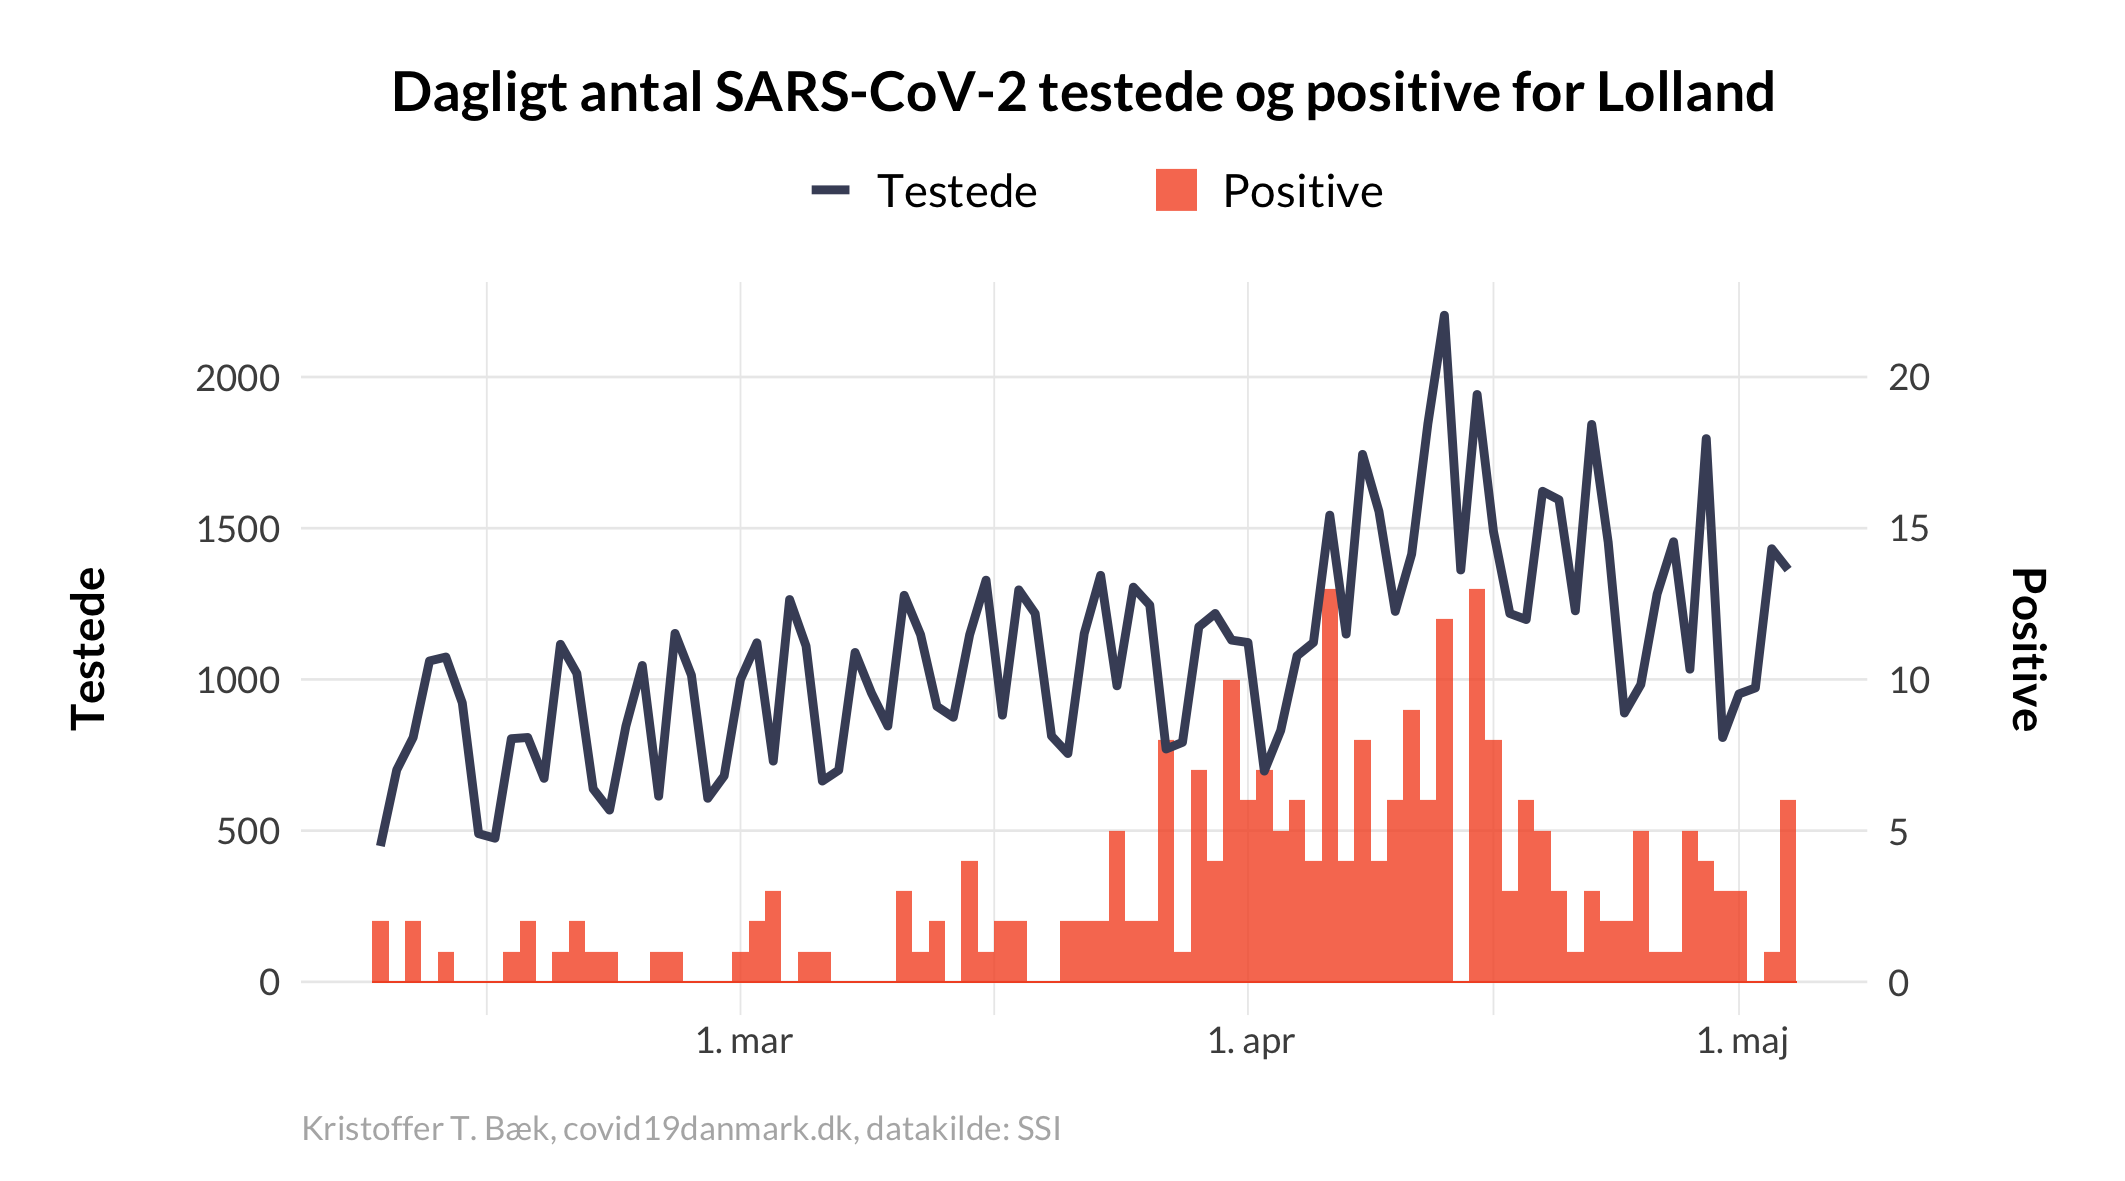 Dagligt antal SARS-CoV-2 testede og positive for Lolland
Testede
Positive
Testede
Positive
2000
1500
1000
500
0
20
15
10
5
0
1. mar
1. apr
1. maj
Kristoffer T. Bæk, covid19danmark.dk, datakilde: SSI